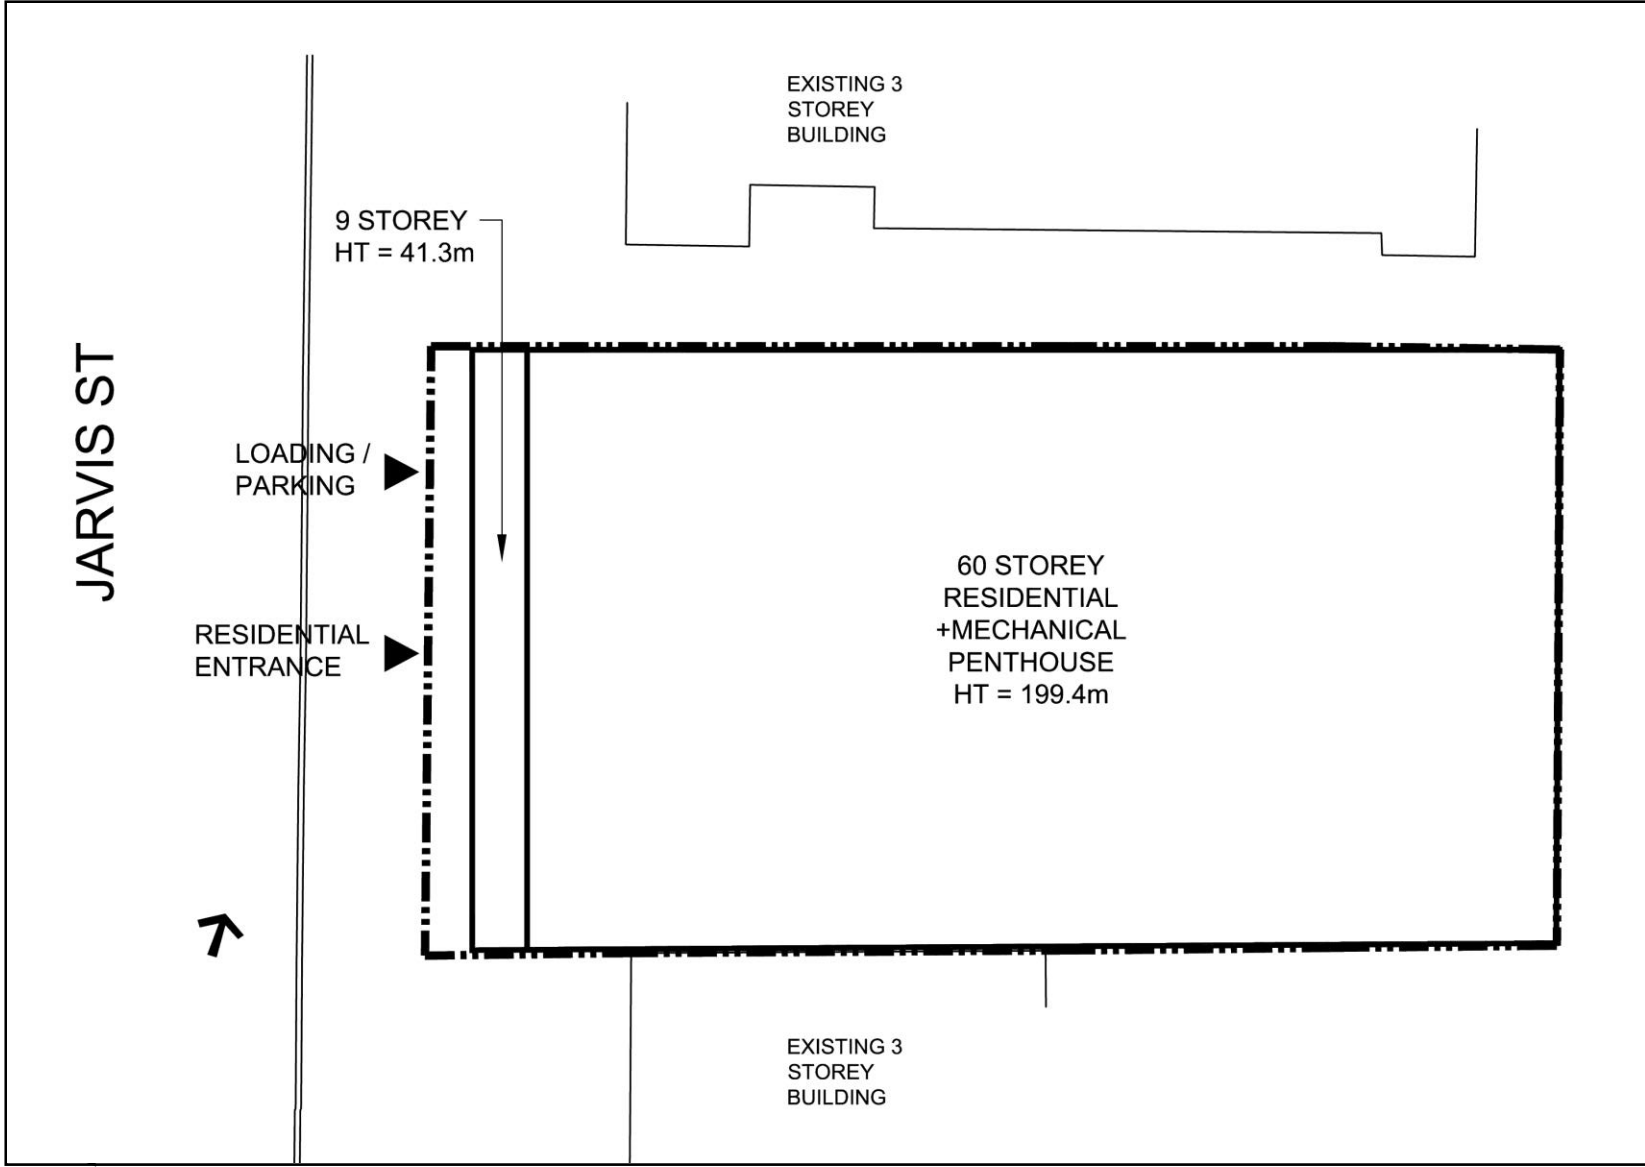 EXISTING 3
STOREY
BUILDING
9 STOREY
HT = 41.3m
JARVIS ST
LOADING /
PARKING
RESIDENTIAL
ENTRANCE
60 STOREY
RESIDENTIAL
+MECHANICAL
PENTHOUSE
HT = 199.4m
EXISTING 3
STOREY
BUILDING